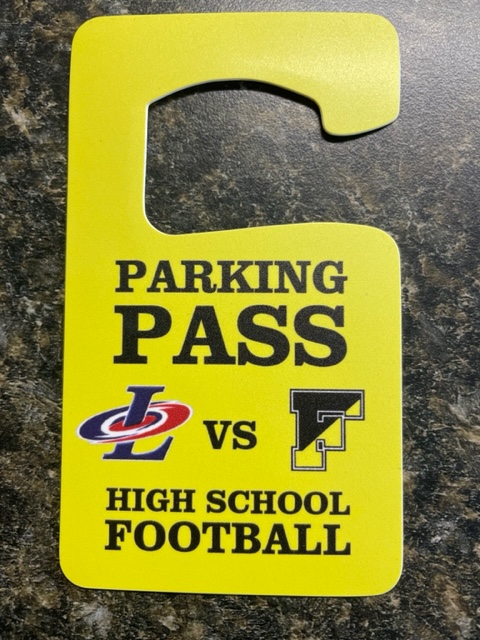 PARKING
PASS
L VS F
HIGH SCHOOL
FOOTBALL